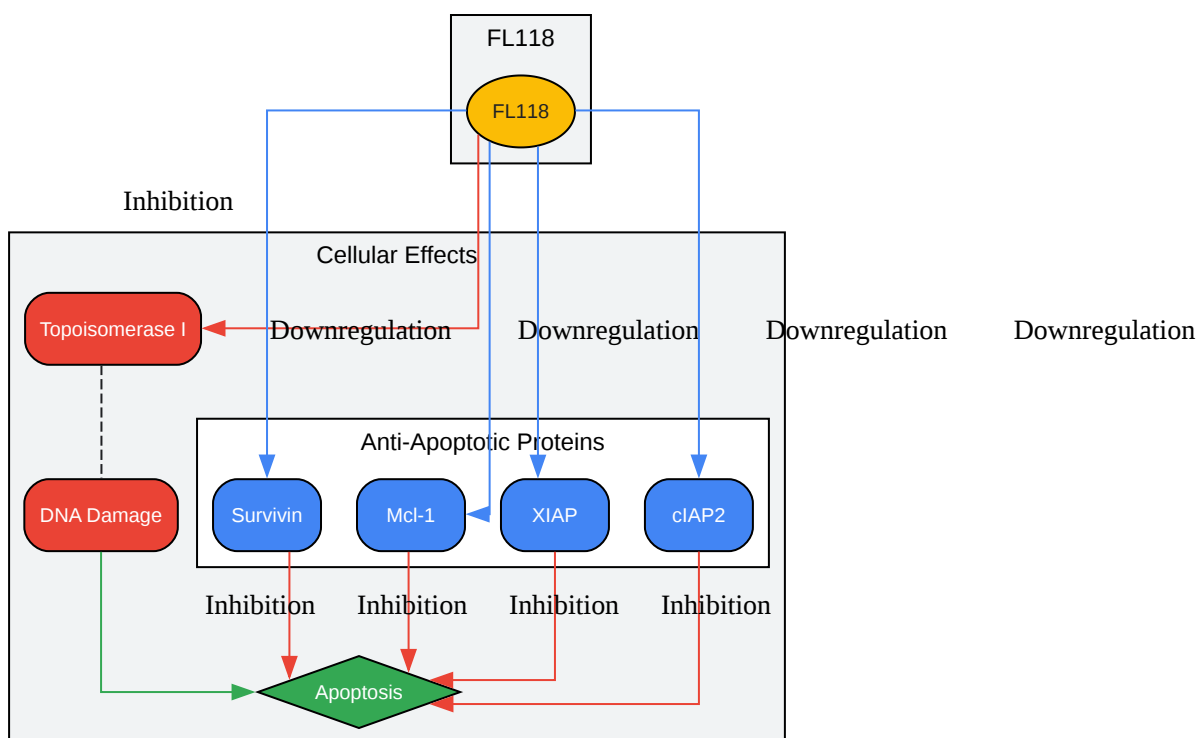 FL118
FL118
Inhibition
Cellular Effects
Topoisomerase I
Downregulation
Downregulation
Downregulation
Downregulation
Anti-Apoptotic Proteins
DNA Damage
Survivin
Mcl-1
XIAP
cIAP2
Inhibition
Inhibition
Inhibition
Inhibition
Apoptosis